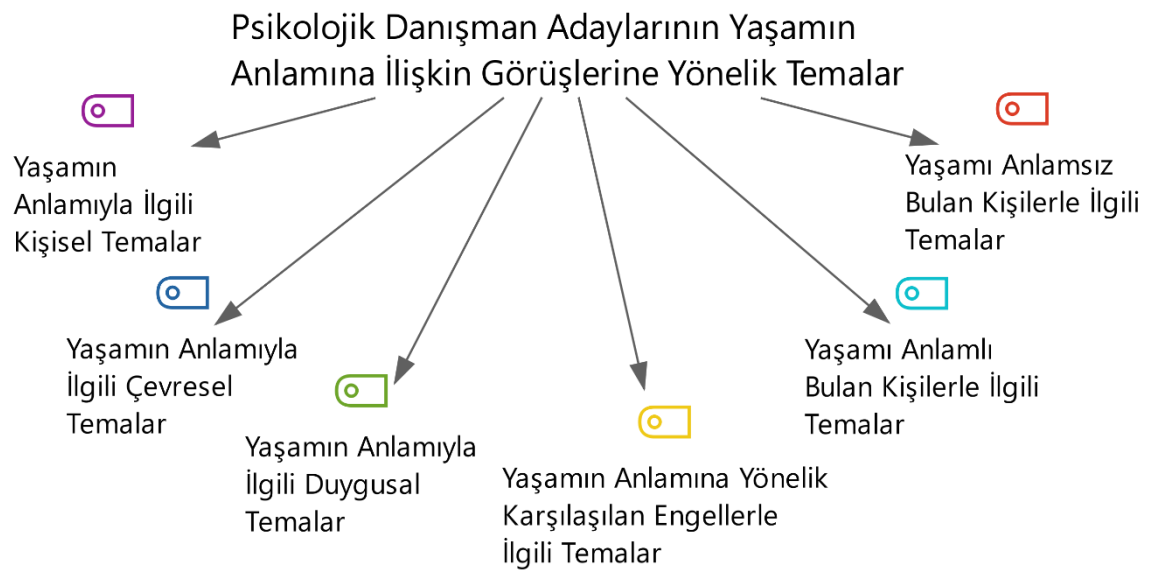 Psikolojik Danışman Adaylarının Yaşamın
Anlamına İlişkin Görüşlerine Yönelik Temalar
Yaşamın
Anlamıyla İlgili
Kişisel Temalar
Yaşamın Anlamıyla
İlgili Çevresel
Temalar
Yaşamın Anlamıyla
İlgili Duygusal
Temalar
Yaşamın Anlamına Yönelik
Karşılaşılan Engellerle
İlgili Temalar
Yaşamı Anlamlı
Bulan Kişilerle İlgili
Temalar
Yaşamı Anlamsız
Bulan Kişilerle İlgili
Temalar